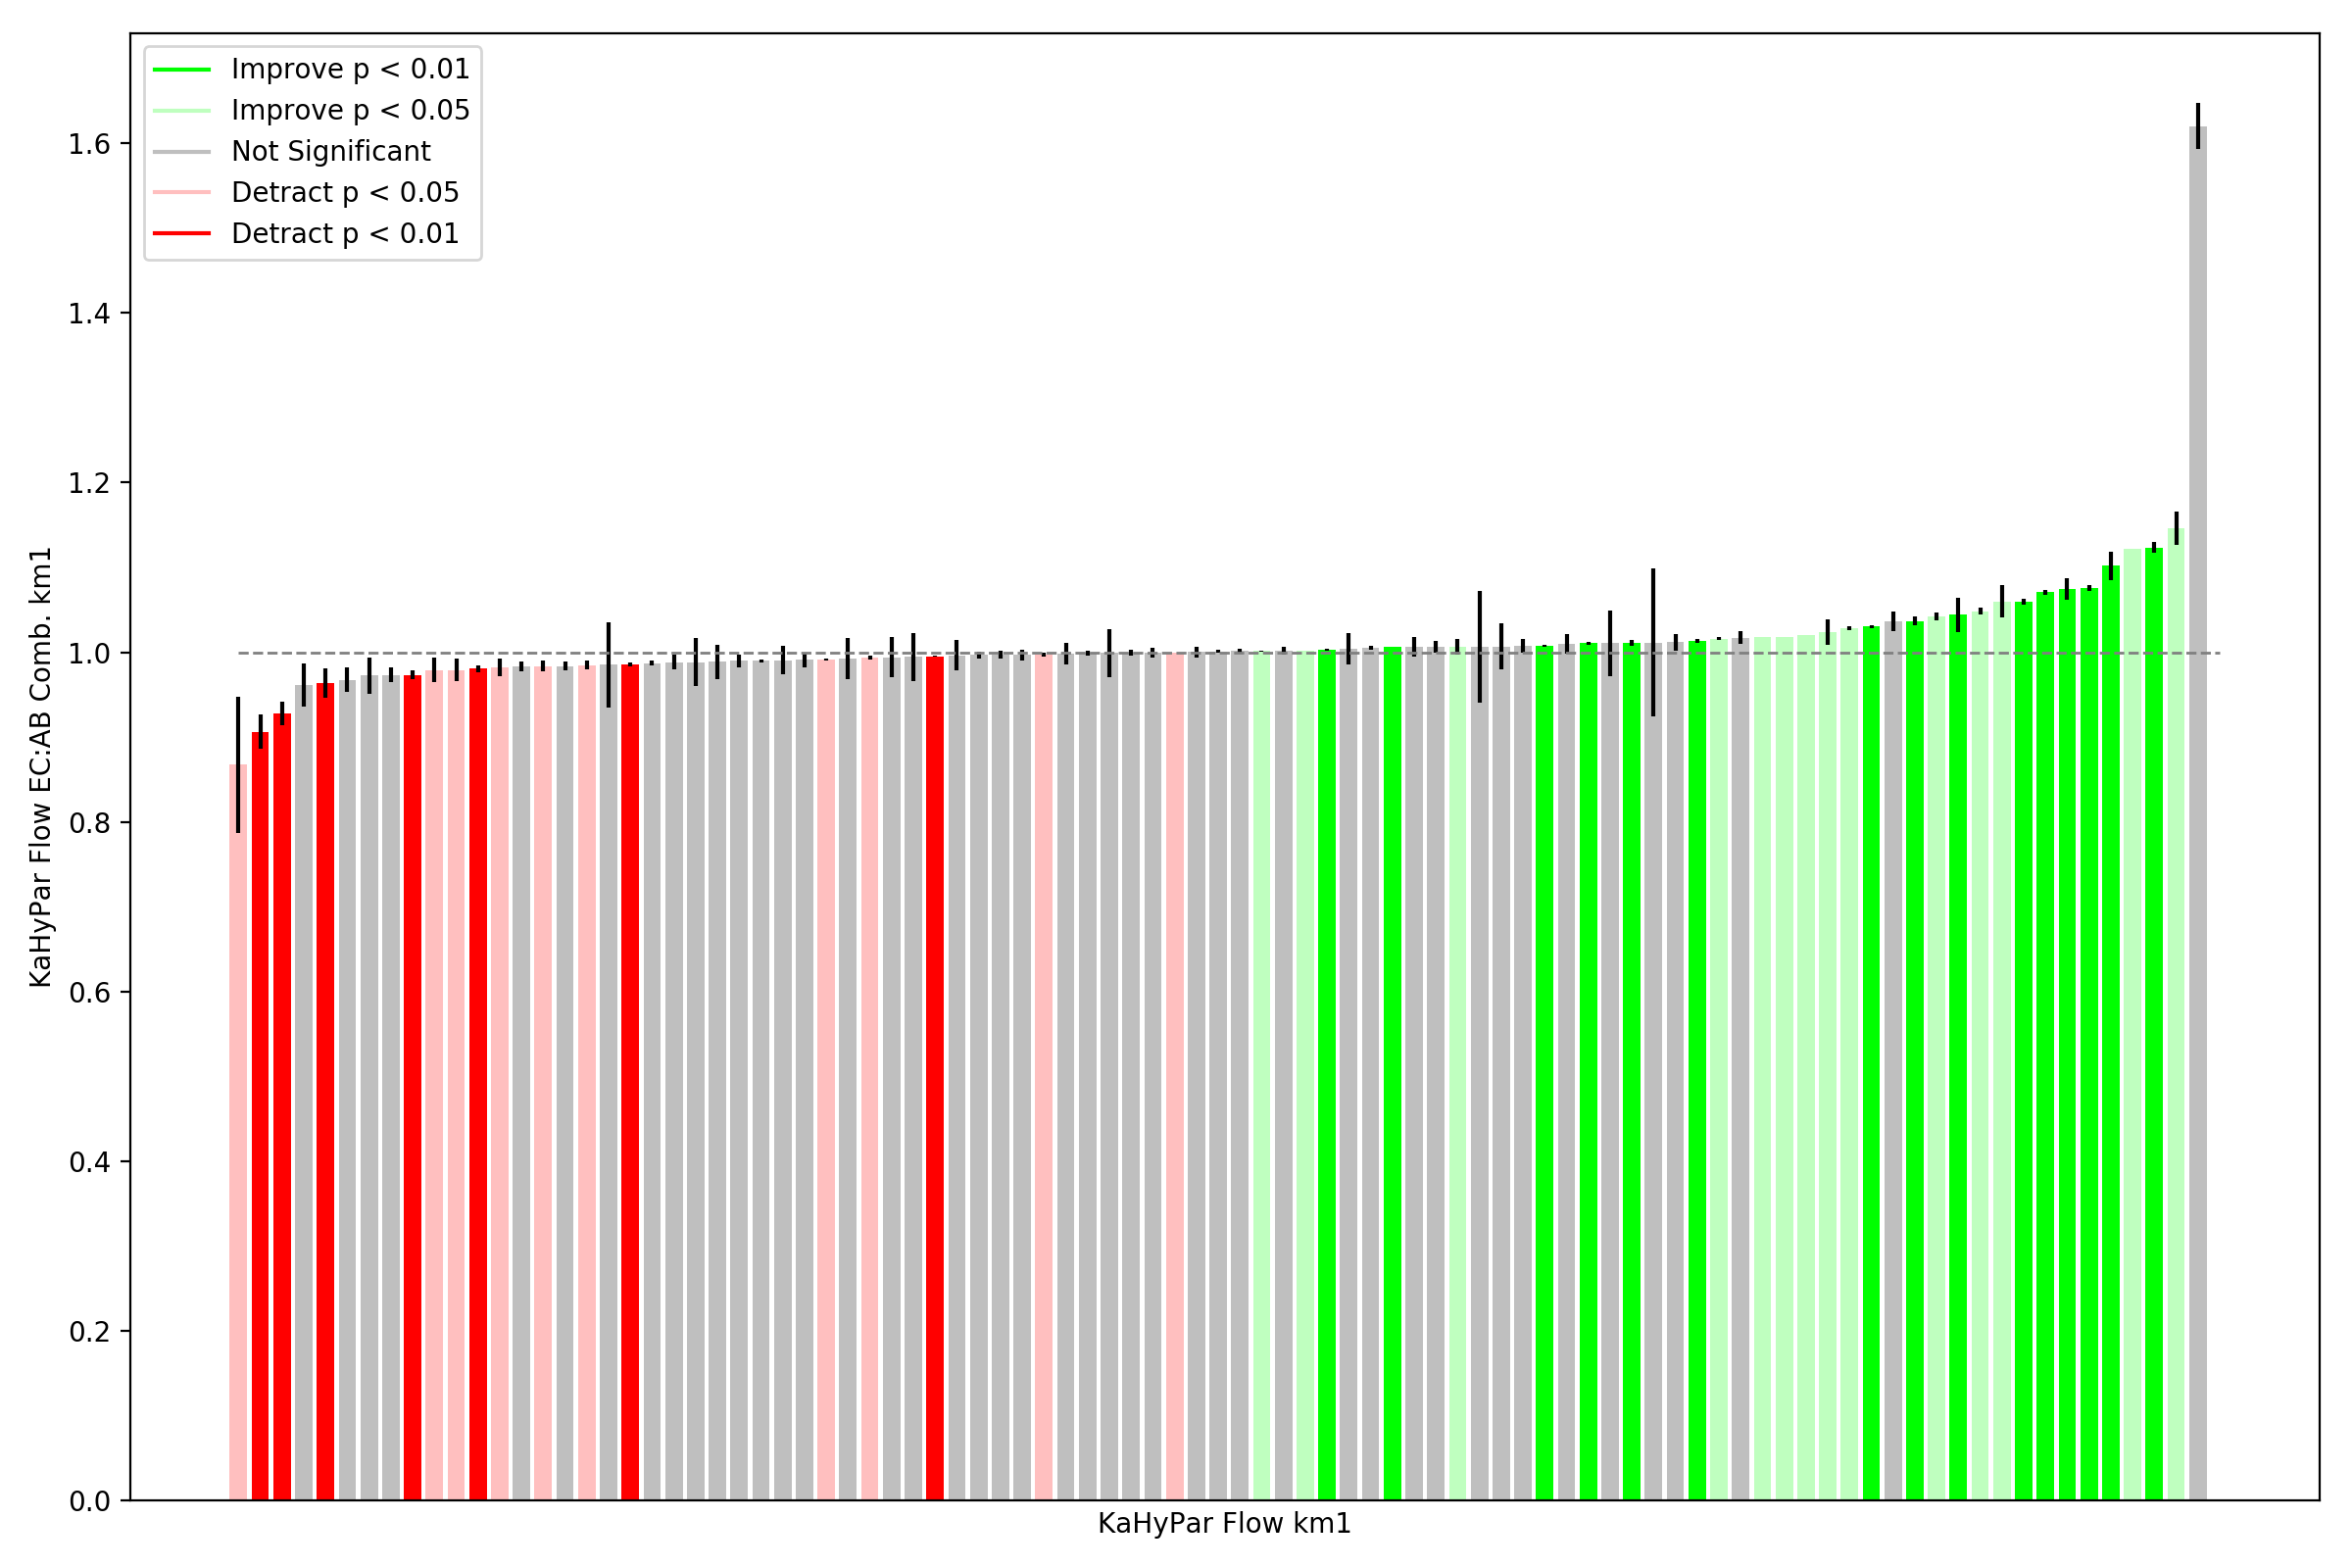 Improve p < 0.01
Improve p < 0.05
Not Significant
Detract p < 0.05
Detract p < 0.01
1.6
1.4
1.2
1.0
0.8
0.6
0.4
0.2
0.0
KaHyPar Flow EC:AB Comb. km1
KaHyPar Flow km1